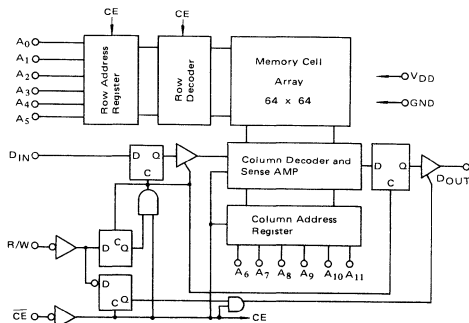 CE CE
A0
A1
A2
A3
A4
A5
Row Address
Register
Row
Decoder
Memory Cell
Array
64 x 64
VDD
GND
DIN
D Q
C
Column Decoder and
Sense AMP
D Q
C
DOUT
Column Address
Register
R/W
D C Q
A6 A7 A8 A9 A10 A11
D Q
C
CE
CE